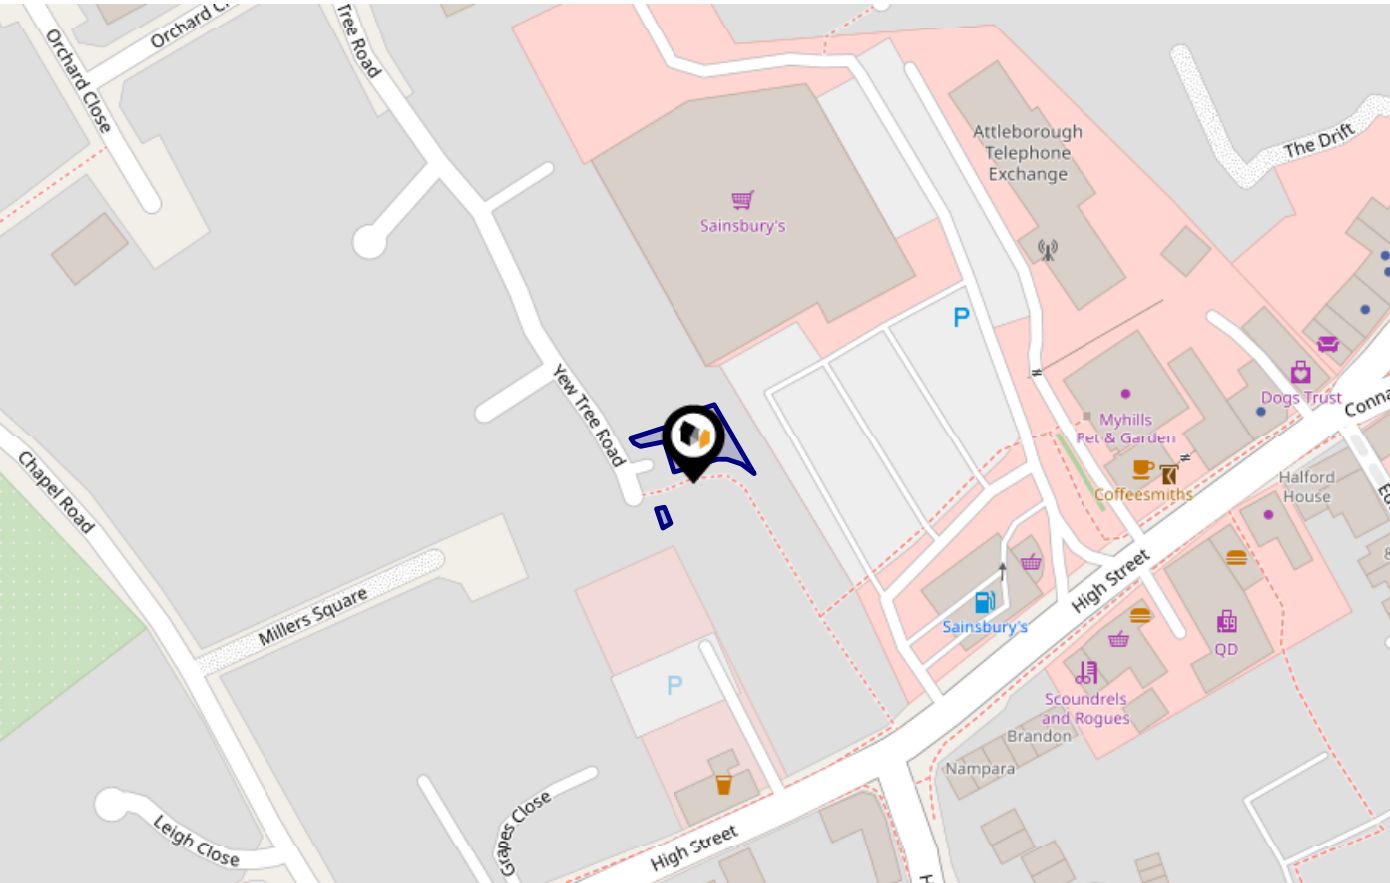 Orchard Close
Orchard Cl
Tree Road
Attleborough
Telephone
Exchange
The Drift
Sainsbury's
P
Yew Tree Road
Dogs Trust
Conna
Myhills
Pet & Garden
Coffeesmiths
Halford
House
Chapel Road
High Street
Millers Square
Sainsbury's
QD
P
Scoundrels
and Rogues
Brandon
Nampara
Leigh Close
Grapes Close
High Street